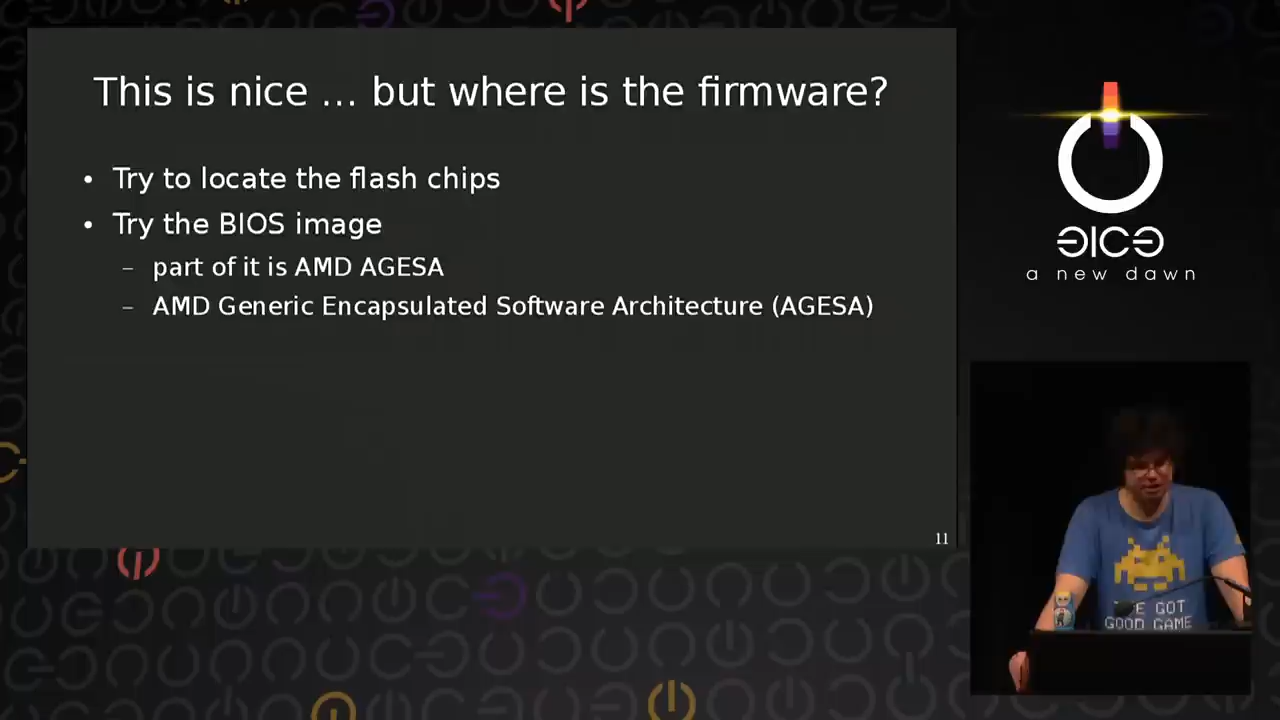 This is nice ... but where is the firmware?
• Try to locate the flash chips
• Try the BIOS image
– part of it is AMD AGESA
– AMD Generic Encapsulated Software Architecture (AGESA)
11
a new dawn
GOT
GOOD GAME